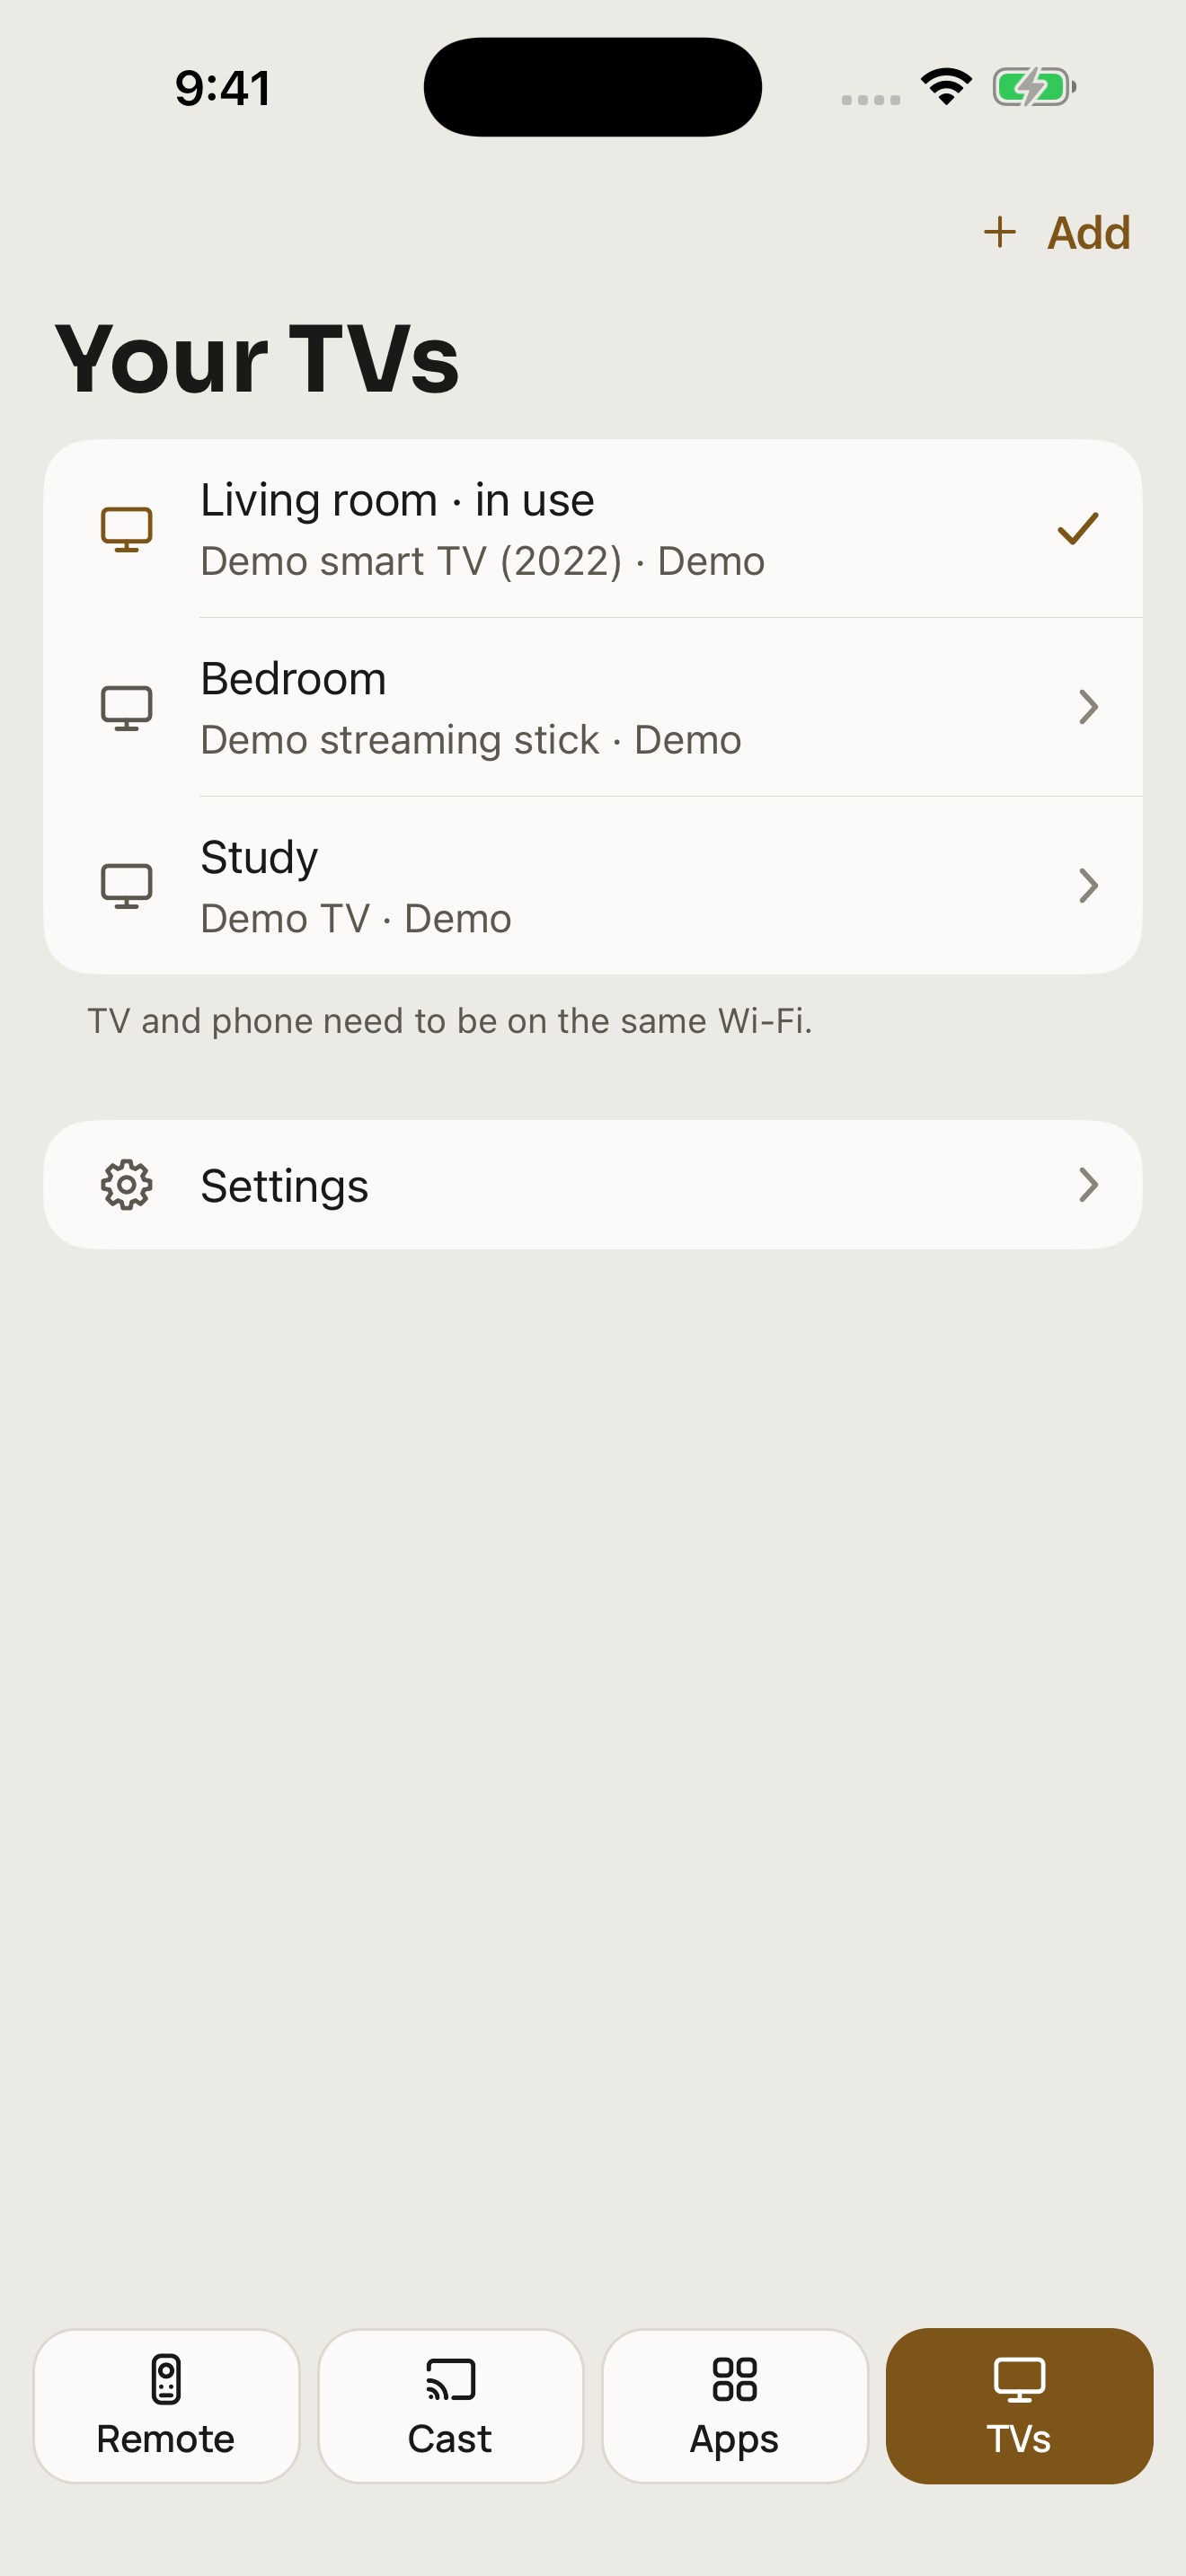 9:41
Add
Your TVs
Living room · in use
Demo smart TV (2022) · Demo
Bedroom
Demo streaming stick · Demo
Study
Demo TV · Demo
TV and phone need to be on the same Wi-Fi.
Settings
Remote
Cast
Apps
TVs